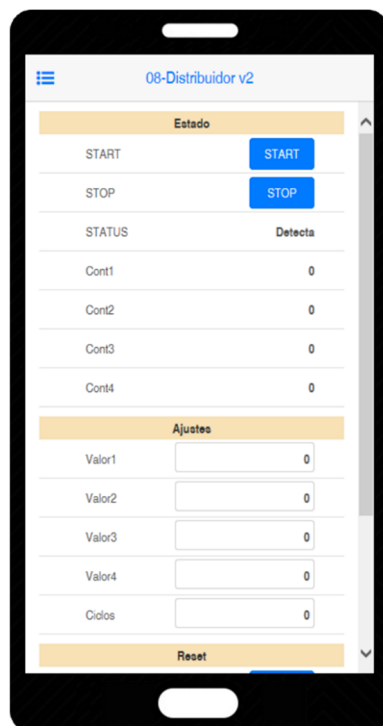 08-Distribuidor v2
Estado
START START
STOP STOP
STATUS Detecta
Cont1 0
Cont2 0
Cont3 0
Cont4 0
Ajustes
Valor1 0
Valor2 0
Valor3 0
Valor4 0
Ciclos 0
Reset